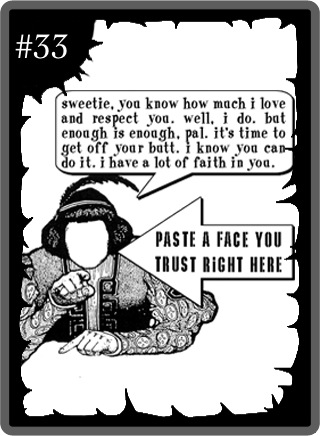 #33
sweetie, you know how much i love
and respect you. well, i do. but
enough is enough, pal. it's time to
get off your butt. i know you can
do it. i have a lot of faith in you.
PASTE A FACE YOU
TRUST RiGHT HERE